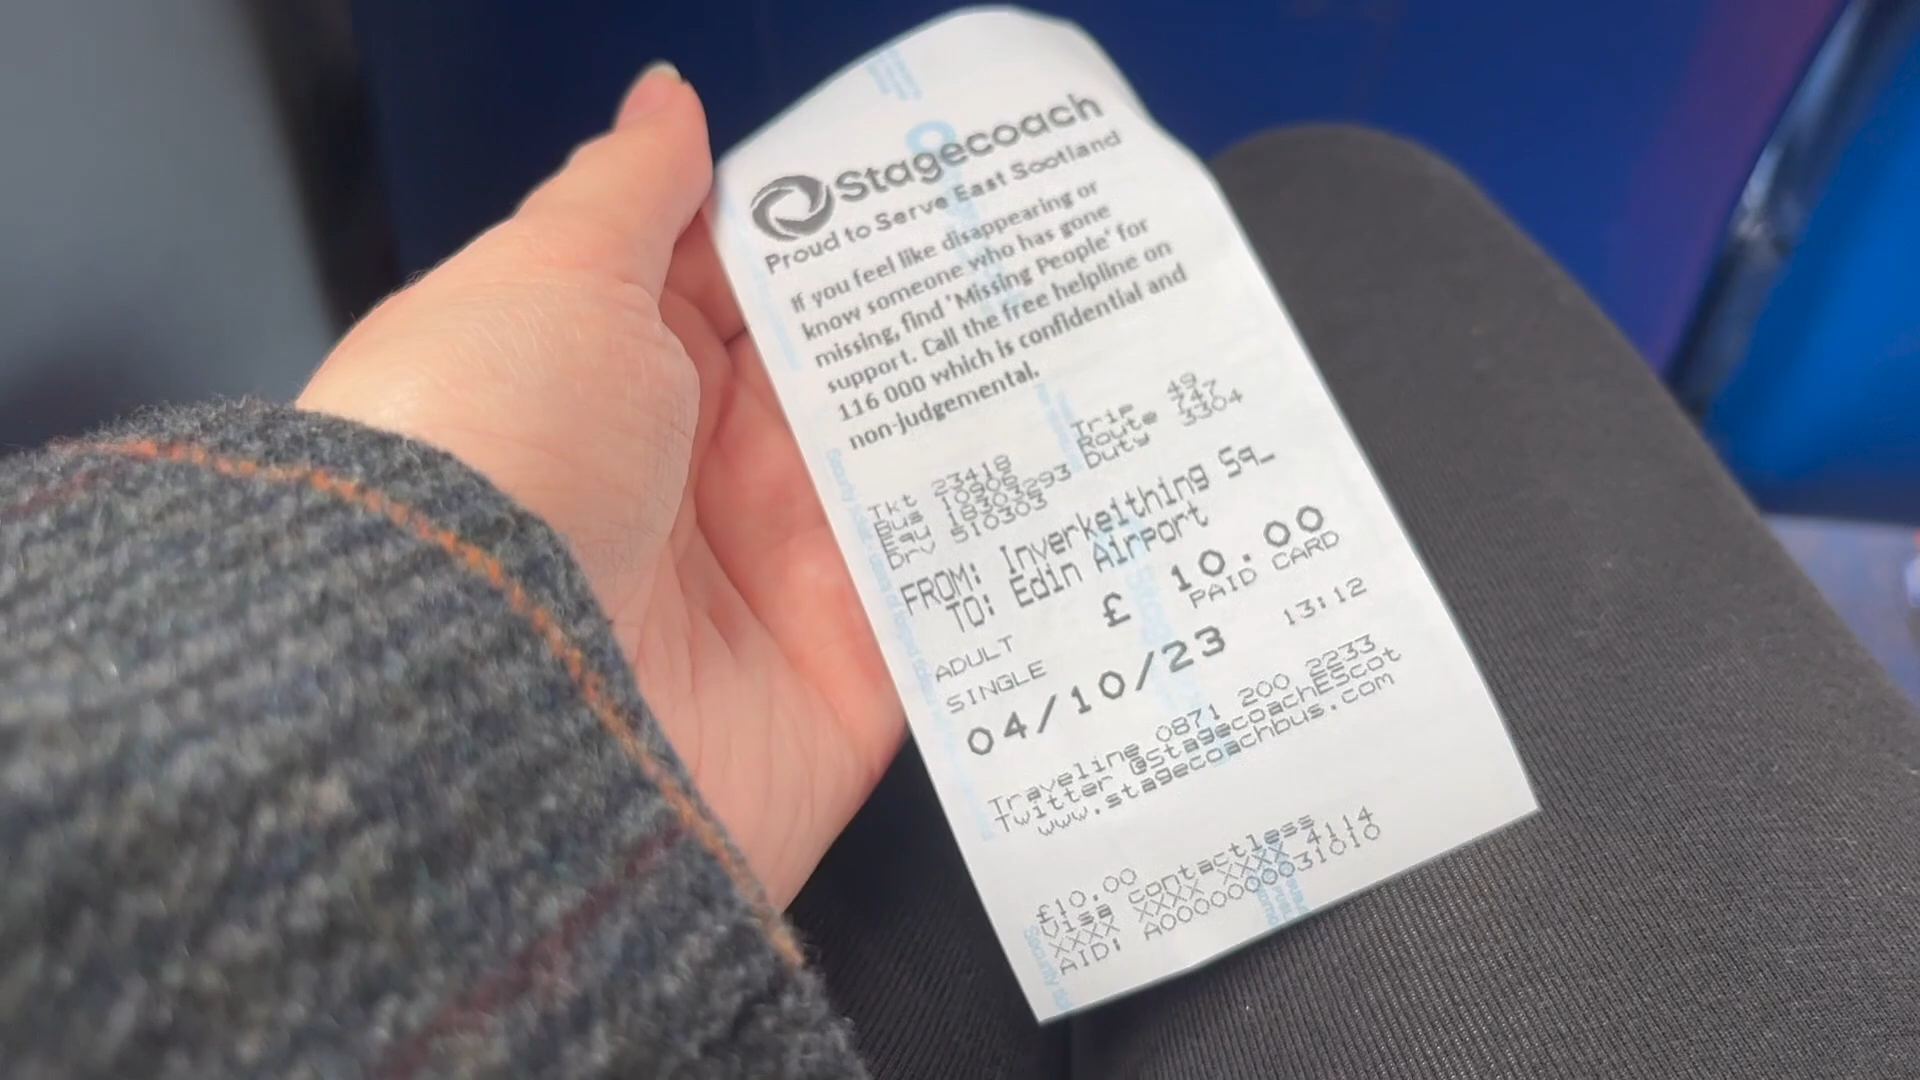 Stagecoach
Proud to Serve East Scotland
If you feel like disappearing or
know someone who has gone
missing, find 'Missing People' for
support. Call the free helpline on
116 000 which is confidential and
non-judgemental.
Tkt 23418 Trip 49
Bus 10908 Route 747
Equ 18303293 Duty 3304
Drv 510303
FROM: Inverkeithing Sq_
TO: Edin Airport
£ 10.00
ADULT PAID CARD
SINGLE 13:12
04/10/23
Traveline 0871 200 2233
Twitter @StagecoachEScot
www.stagecoachbus.com
£10.00
Visa contactless
XXXX XXXX XXXX 4114
AID: A0000000031010